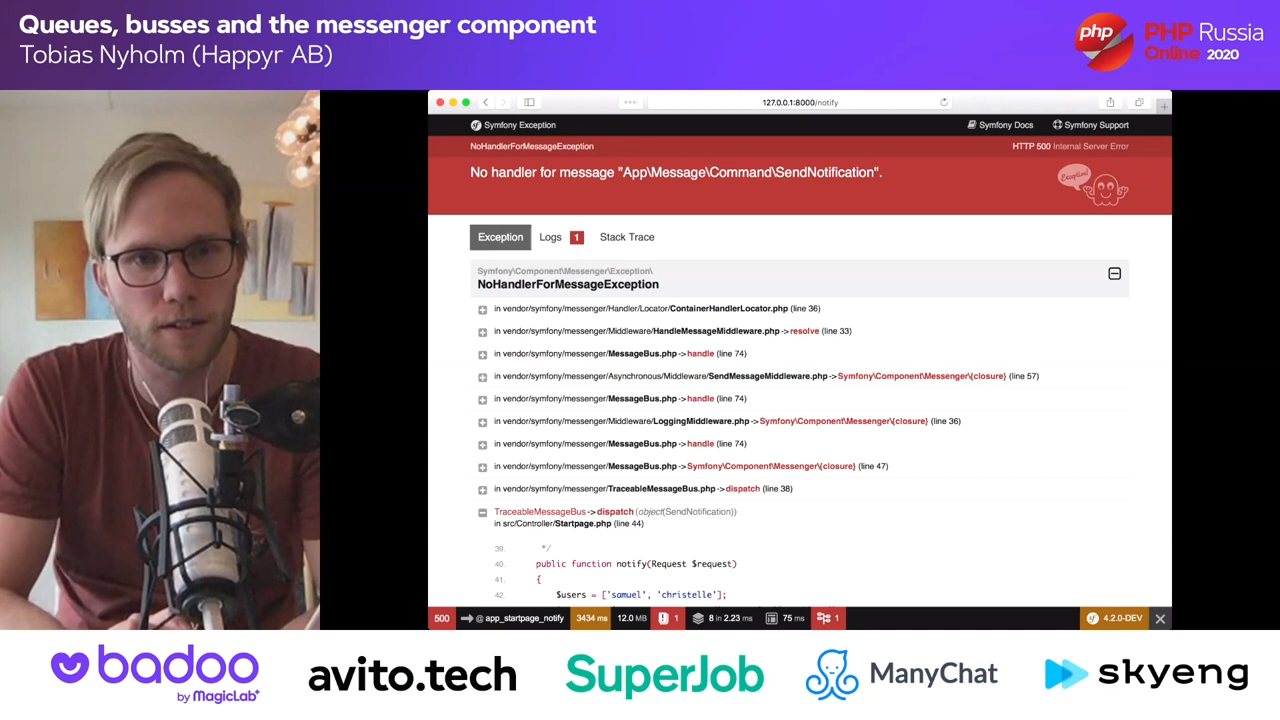 Queues, busses and the messenger component
Tobias Nyholm (Happyr AB)
php
PHP Russia
Online 2020
127.0.0.1:8000/notify
Symfony Exception
Symfony Docs
Symfony Support
NoHandlerForMessageException
HTTP 500 Internal Server Error
No handler for message "App\Message\Command\SendNotification".
Exception!
Exception
Logs 1
Stack Trace
Symfony\Component\Messenger\Exception\
NoHandlerForMessageException
in vendor/symfony/messenger/Handler/Locator/ContainerHandlerLocator.php (line 36)
in vendor/symfony/messenger/Middleware/HandleMessageMiddleware.php->resolve (line 33)
in vendor/symfony/messenger/MessageBus.php->handle (line 74)
in vendor/symfony/messenger/Asynchronous/Middleware/SendMessageMiddleware.php->Symfony\Component\Messenger\{closure} (line 57)
in vendor/symfony/messenger/MessageBus.php->handle (line 74)
in vendor/symfony/messenger/Middleware/LoggingMiddleware.php->Symfony\Component\Messenger\{closure} (line 36)
in vendor/symfony/messenger/MessageBus.php->handle (line 74)
in vendor/symfony/messenger/MessageBus.php->Symfony\Component\Messenger\{closure} (line 47)
in vendor/symfony/messenger/TraceableMessageBus.php->dispatch (line 38)
TraceableMessageBus->dispatch(object(SendNotification))
in src/Controller/Startpage.php (line 44)
39. */
40. public function notify(Request $request)
41. {
42. $users = ['samuel', 'christelle'];
500 @ app_startpage_notify 3434 ms 12.0 MB 1 8 in 2.23 ms 75 ms 1 4.2.0-DEV
badoo
by MagicLab
avito.tech
SuperJob
ManyChat
skyeng